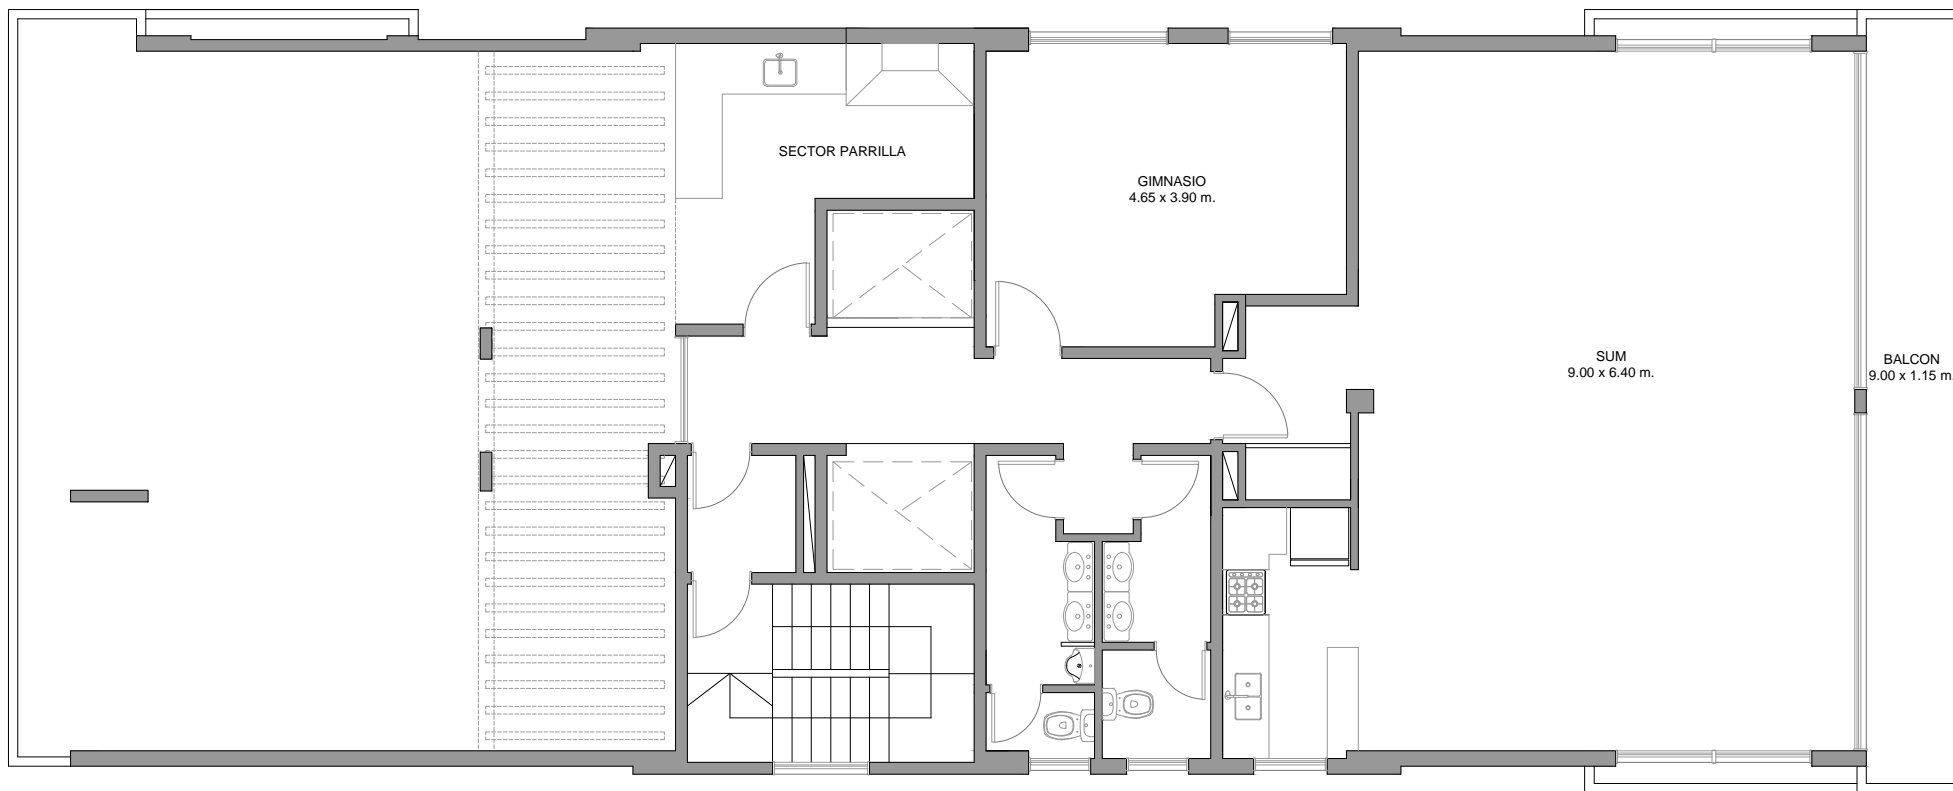 SECTOR PARRILLA
GIMNASIO
4.65 x 3.90 m.
SUM
9.00 x 6.40 m.
BALCON
9.00 x 1.15 m.